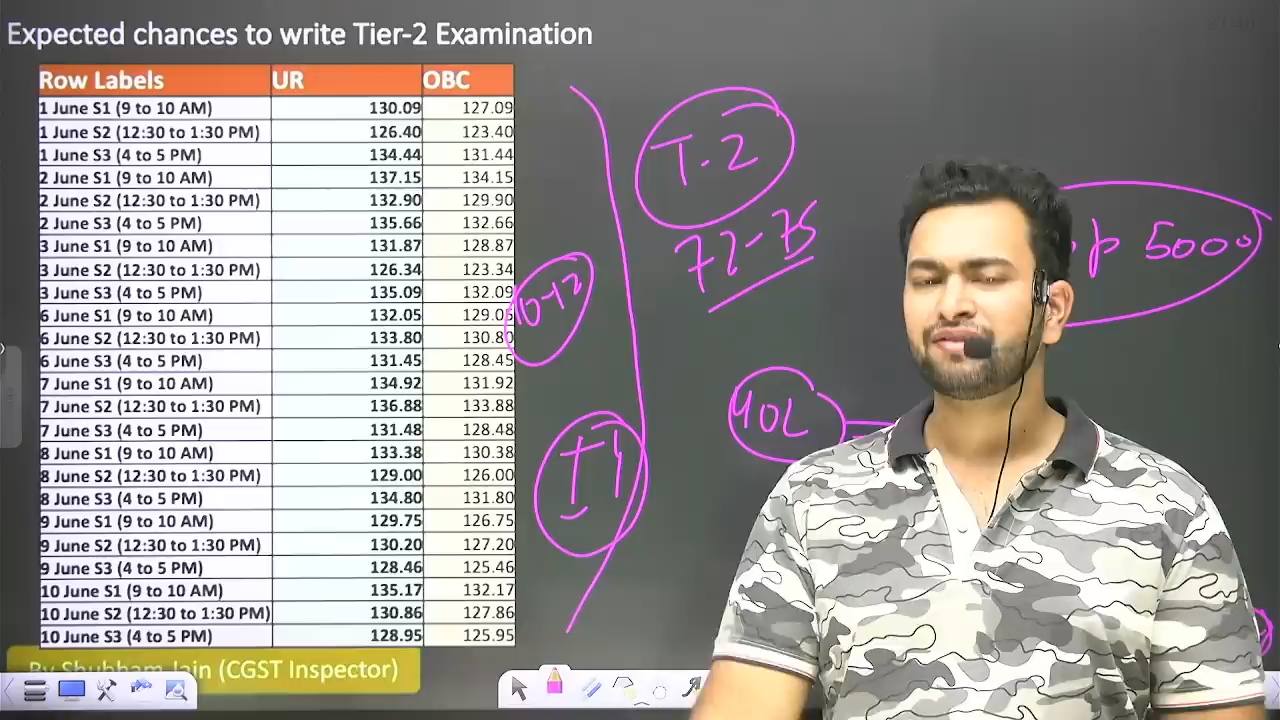 Expected chances to write Tier-2 Examination
Row Labels UR OBC
1 June S1 (9 to 10 AM) 130.09 127.09
1 June S2 (12:30 to 1:30 PM) 126.40 123.40
1 June S3 (4 to 5 PM) 134.44 131.44
2 June S1 (9 to 10 AM) 137.15 134.15
2 June S2 (12:30 to 1:30 PM) 132.90 129.90
2 June S3 (4 to 5 PM) 135.66 132.66
3 June S1 (9 to 10 AM) 131.87 128.87
3 June S2 (12:30 to 1:30 PM) 126.34 123.34
3 June S3 (4 to 5 PM) 135.09 132.09
6 June S1 (9 to 10 AM) 132.05 129.05
6 June S2 (12:30 to 1:30 PM) 133.80 130.80
6 June S3 (4 to 5 PM) 131.45 128.45
7 June S1 (9 to 10 AM) 134.92 131.92
7 June S2 (12:30 to 1:30 PM) 136.88 133.88
7 June S3 (4 to 5 PM) 131.48 128.48
8 June S1 (9 to 10 AM) 133.38 130.38
8 June S2 (12:30 to 1:30 PM) 129.00 126.00
8 June S3 (4 to 5 PM) 134.80 131.80
9 June S1 (9 to 10 AM) 129.75 126.75
9 June S2 (12:30 to 1:30 PM) 130.20 127.20
9 June S3 (4 to 5 PM) 128.46 125.46
10 June S1 (9 to 10 AM) 135.17 132.17
10 June S2 (12:30 to 1:30 PM) 130.86 127.86
10 June S3 (4 to 5 PM) 128.95 125.95
By Shubham Jain (CGST Inspector)
10-12
T-1
T-2
72-75
40L
5000